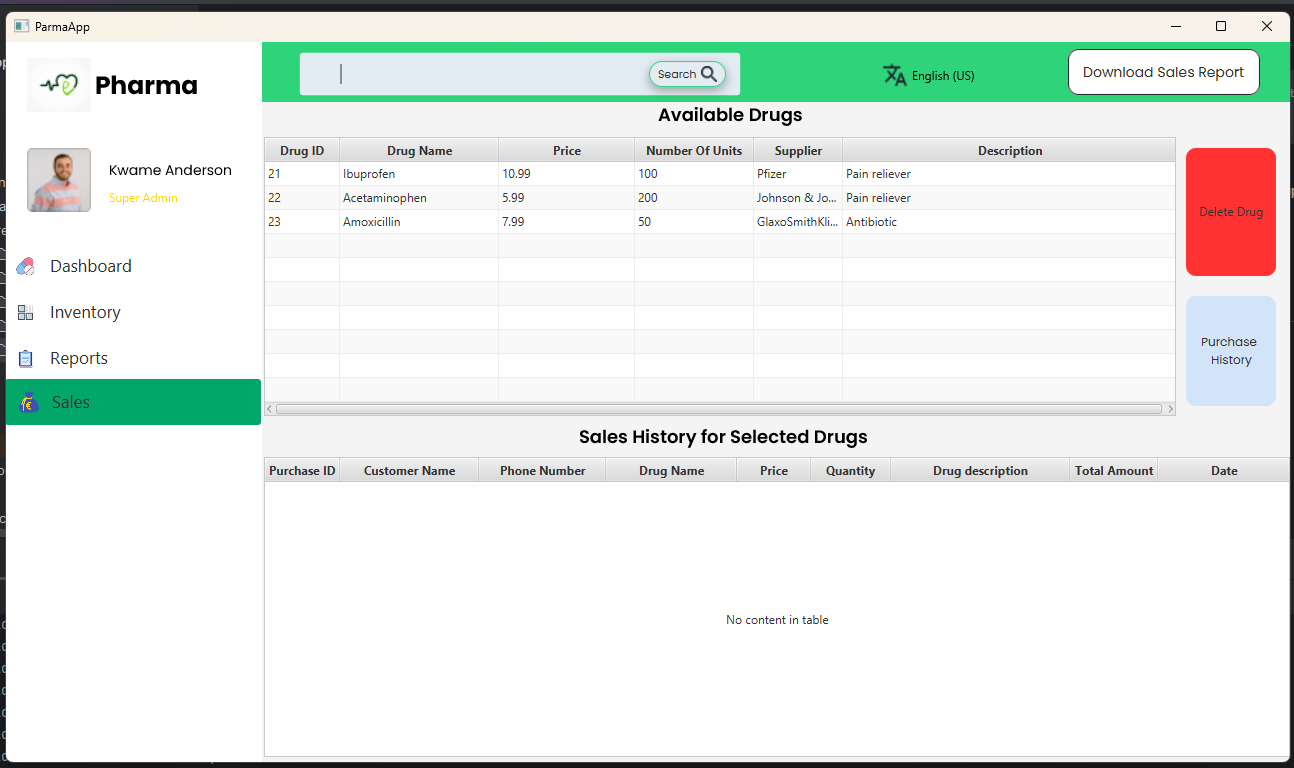 ParmaApp
Pharma
Kwame Anderson
Super Admin
Dashboard
Inventory
Reports
Sales
Search
English (US)
Download Sales Report
Available Drugs
Drug ID Drug Name Price Number Of Units Supplier Description
21 Ibuprofen 10.99 100 Pfizer Pain reliever
22 Acetaminophen 5.99 200 Johnson & Jo... Pain reliever
23 Amoxicillin 7.99 50 GlaxoSmithKli... Antibiotic
Delete Drug
Purchase
History
Sales History for Selected Drugs
Purchase ID Customer Name Phone Number Drug Name Price Quantity Drug description Total Amount Date
No content in table